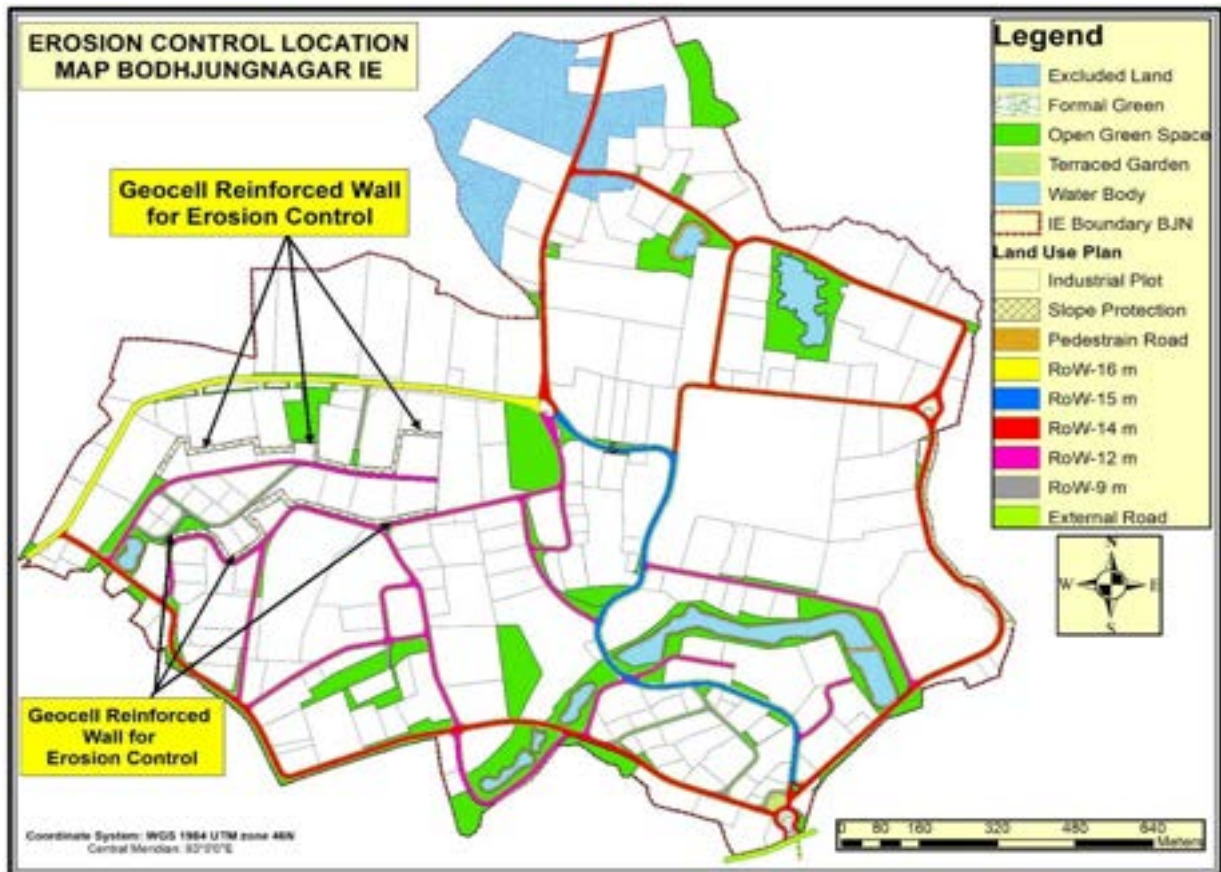 EROSION CONTROL LOCATION
MAP BODHJUNGNAGAR IE
Geocell Reinforced Wall
for Erosion Control
Geocell Reinforced
Wall for
Erosion Control
Coordinate System: WGS 1984 UTM zone 46N
Central Meridian: 93°0'0"E
Legend
Excluded Land
Formal Green
Open Green Space
Terraced Garden
Water Body
IE Boundary BJN
Land Use Plan
Industrial Plot
Slope Protection
Pedestrain Road
RoW-16 m
RoW-15 m
RoW-14 m
RoW-12 m
RoW-9 m
External Road
S
W E
S
0 80 160 320 480 640
Meters